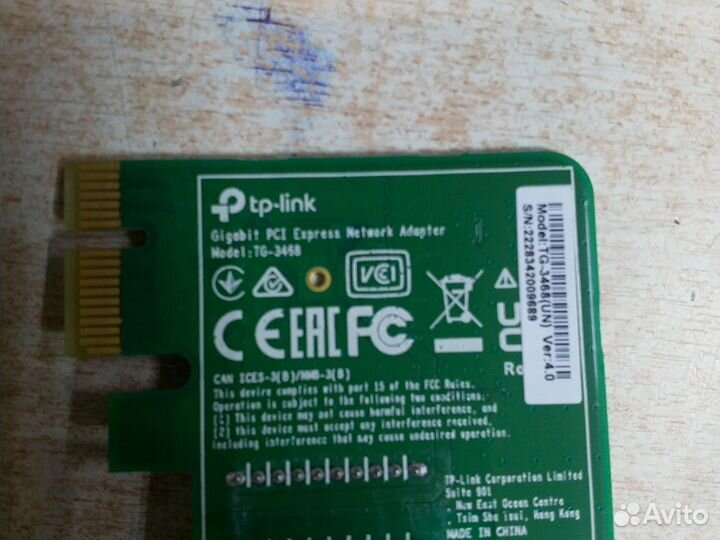 tp-link
Gigabit PCI Express Network Adapter
Model:TG-3468
VCCI
CE EAC FC
CAN ICES-3(B)/NMB-3(B)
This device complies with part 15 of the FCC Rules.
Operation is subject to the following two conditions:
[1] This device may not cause harmful interference, and
[2] this device must accept any interference received,
including interference that may cause undesired operation.
Model:TG-3468(UN) Ver:4.0
S/N:2228342009689
Ro
TP-Link Corporation Limited
Suite 901
New East Ocean Centre
Tsim Sha Tsui, Hong Kong
MADE IN CHINA
Avito